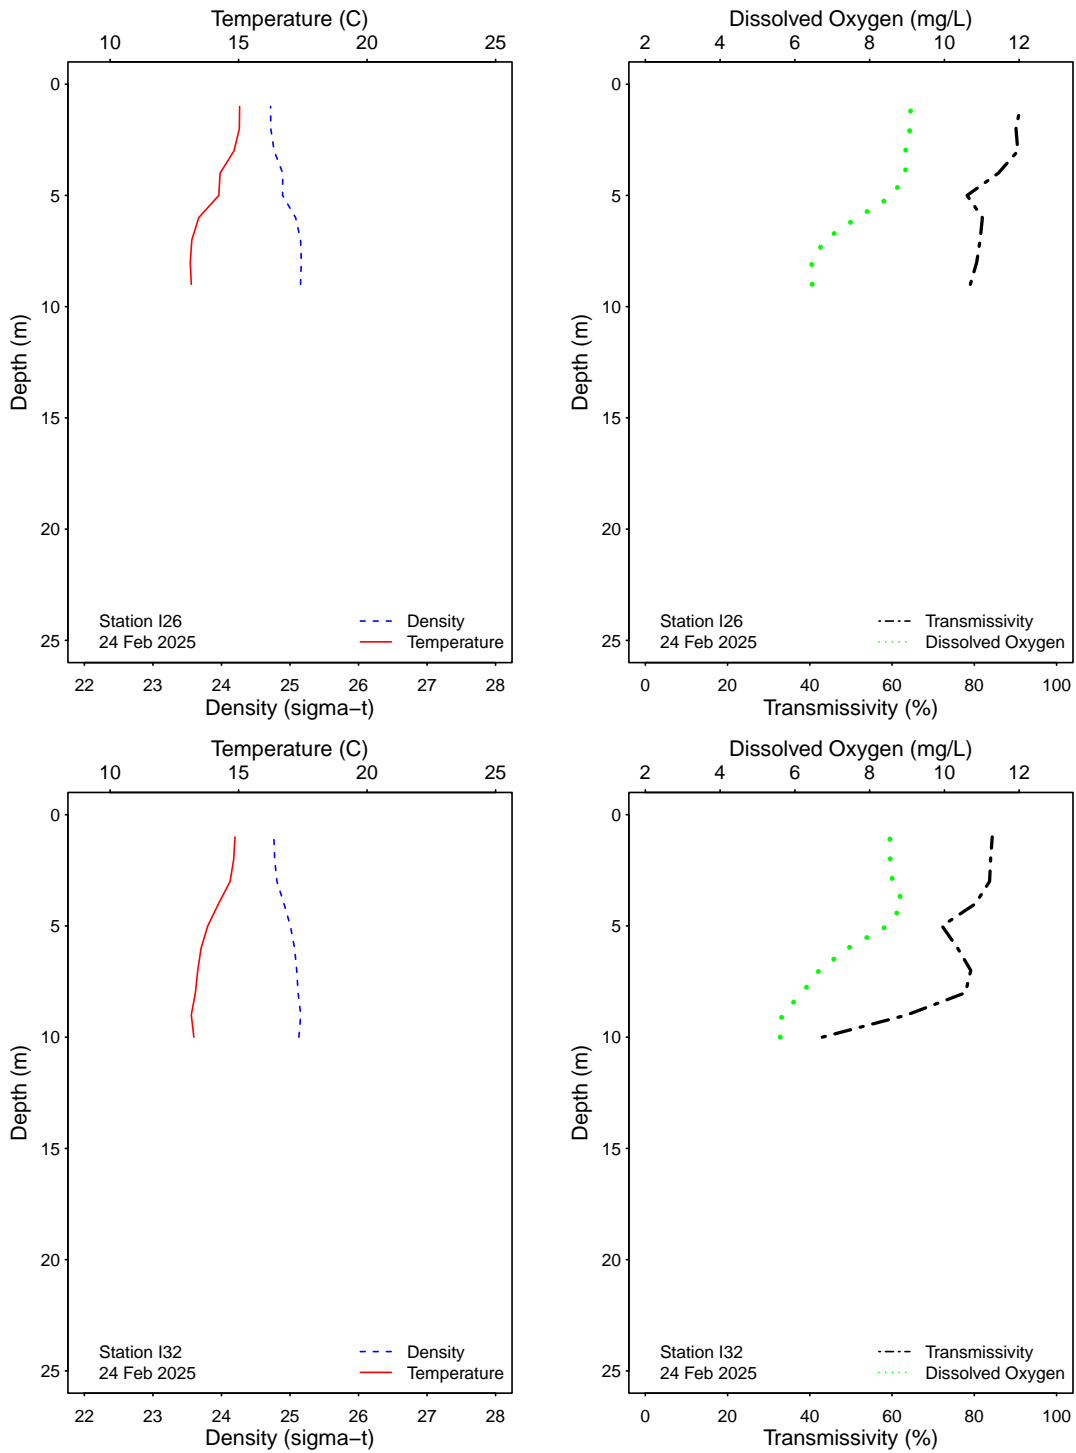 Temperature (C)
10 15 20 25
0
5
10
15
20
25
Depth (m)
Station I26
24 Feb 2025
Density
Temperature
22 23 24 25 26 27 28
Density (sigma−t)
Dissolved Oxygen (mg/L)
2 4 6 8 10 12
0
5
10
15
20
25
Depth (m)
Station I26
24 Feb 2025
Transmissivity
Dissolved Oxygen
0 20 40 60 80 100
Transmissivity (%)
Temperature (C)
10 15 20 25
0
5
10
15
20
25
Depth (m)
Station I32
24 Feb 2025
Density
Temperature
22 23 24 25 26 27 28
Density (sigma−t)
Dissolved Oxygen (mg/L)
2 4 6 8 10 12
0
5
10
15
20
25
Depth (m)
Station I32
24 Feb 2025
Transmissivity
Dissolved Oxygen
0 20 40 60 80 100
Transmissivity (%)